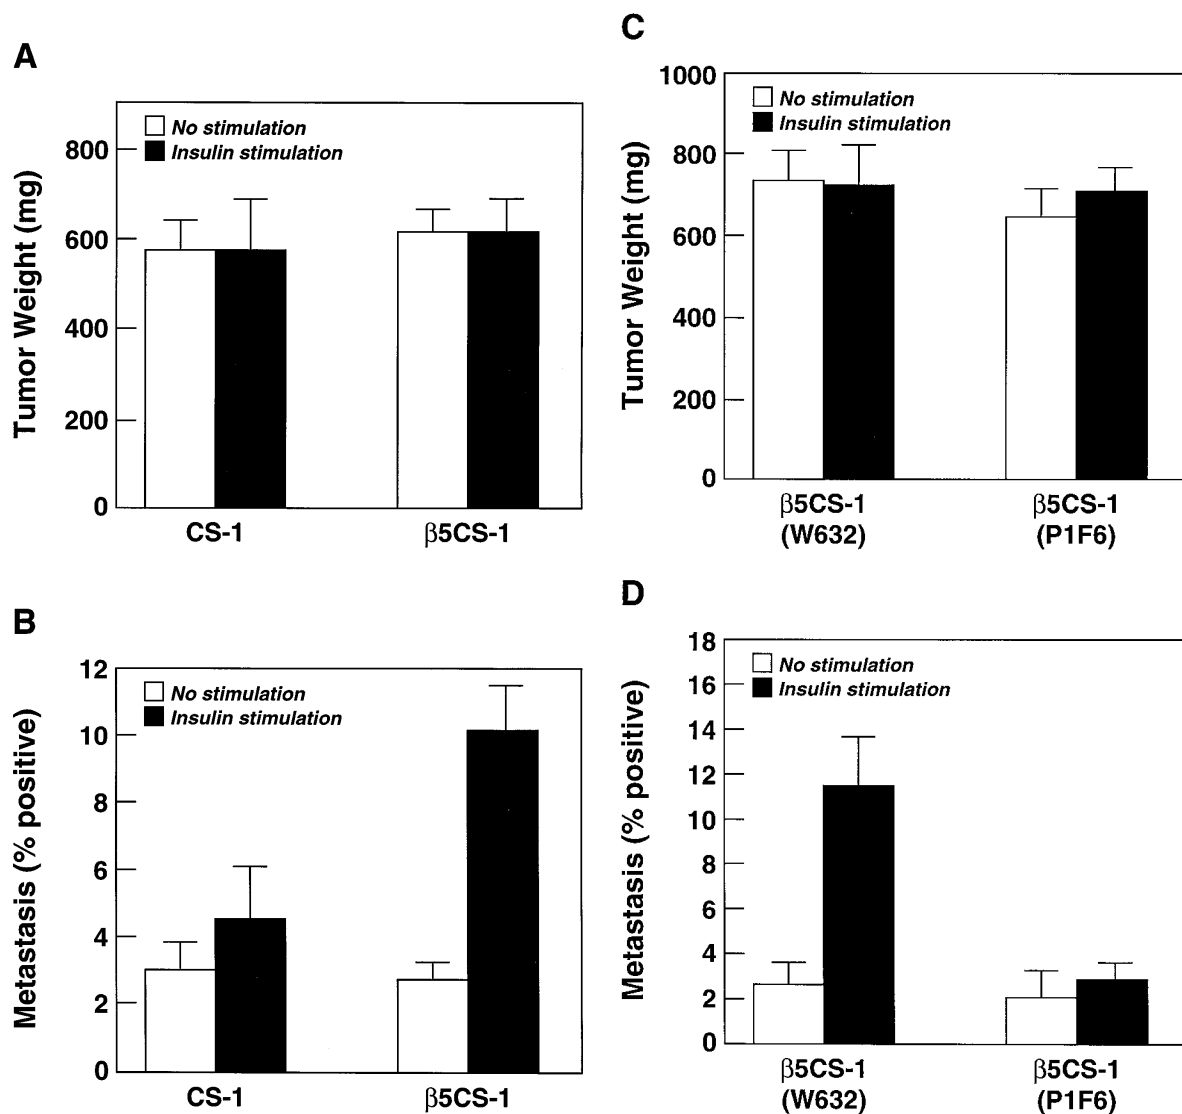 A
Tumor Weight (mg)
800
600
400
200
0
No stimulation
Insulin stimulation
CS-1
β5CS-1
B
Metastasis (% positive)
12
10
8
6
4
2
0
No stimulation
Insulin stimulation
CS-1
β5CS-1
C
Tumor Weight (mg)
1000
800
600
400
200
0
No stimulation
Insulin stimulation
β5CS-1
(W632)
β5CS-1
(P1F6)
D
Metastasis (% positive)
18
16
14
12
10
8
6
4
2
0
No stimulation
Insulin stimulation
β5CS-1
(W632)
β5CS-1
(P1F6)